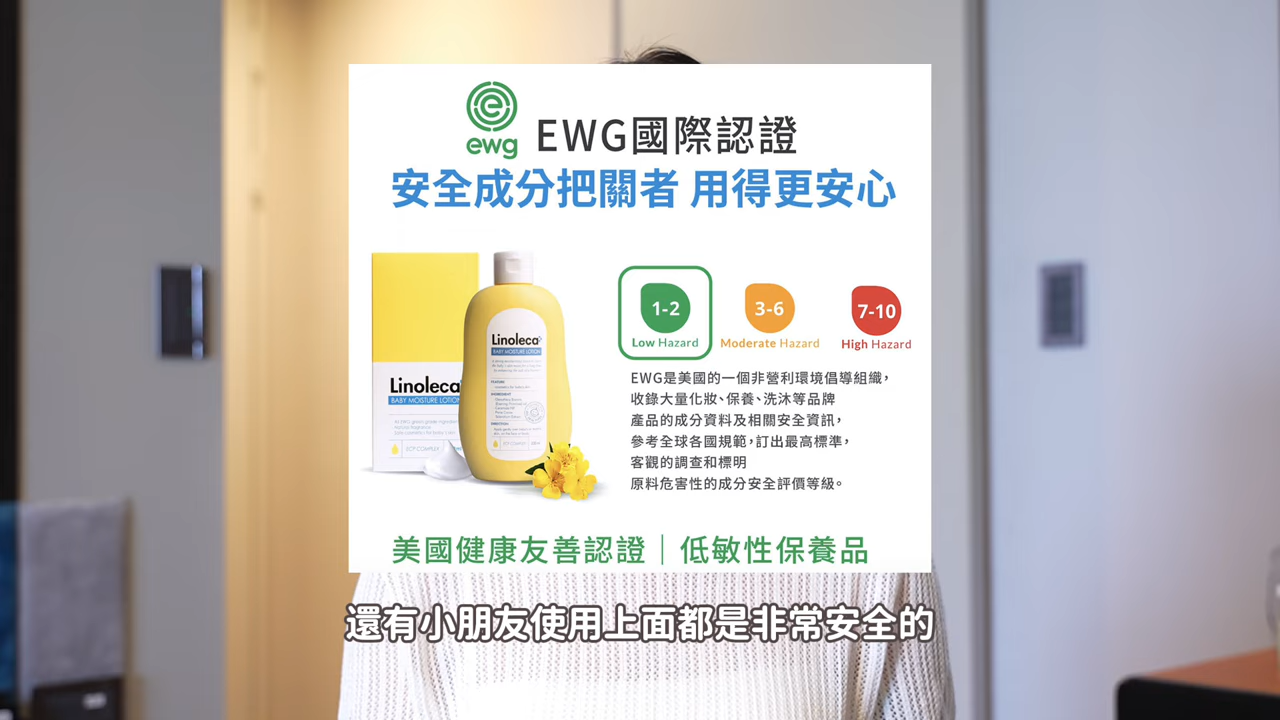 ewg
EWG國際認證
安全成分把關者 用得更安心
Linoleca
BABY MOISTURE LOTION
Linoleca
BABY MOISTURE LOTION
1-2
Low Hazard
3-6
Moderate Hazard
7-10
High Hazard
EWG是美國的一個非營利環境倡導組織，
收錄大量化妝、保養、洗沐等品牌
產品的成分資料及相關安全資訊，
參考全球各國規範，訂出最高標準，
客觀的調查和標明
原料危害性的成分安全評價等級。
美國健康友善認證｜低敏性保養品
還有小朋友使用上面都是非常安全的